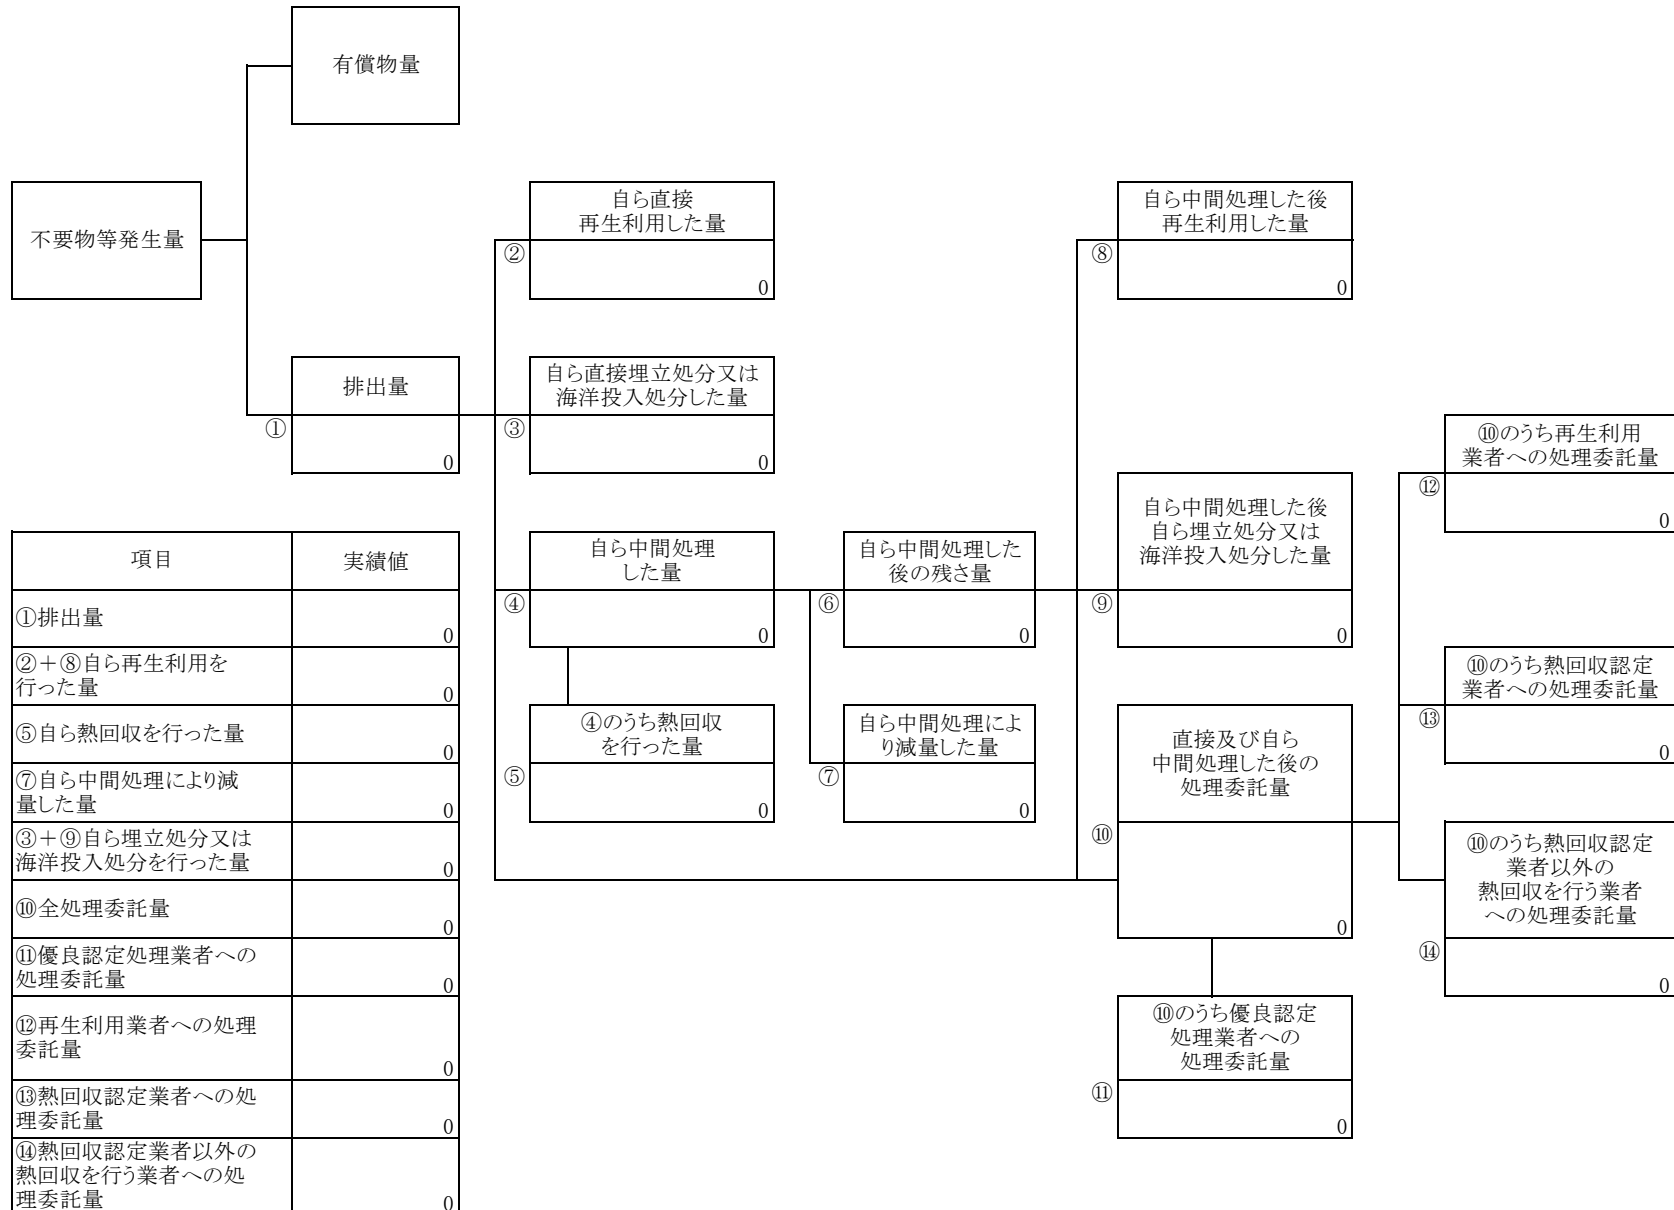 有償物量
不要物等発生量
自ら直接
再生利用した量
②
0
自ら中間処理した後
再生利用した量
⑧
0
排出量
①
0
自ら直接埋立処分又は
海洋投入処分した量
③
0
⑩のうち再生利用
業者への処理委託量
⑫
0
自ら中間処理した後
自ら埋立処分又は
海洋投入処分した量
⑨
0
自ら中間処理
した量
④
0
自ら中間処理した
後の残さ量
⑥
0
⑩のうち熱回収認定
業者への処理委託量
⑬
0
④のうち熱回収
を行った量
⑤
0
自ら中間処理によ
り減量した量
⑦
0
直接及び自ら
中間処理した後の
処理委託量
⑩
0
⑩のうち熱回収認定
業者以外の
熱回収を行う業者
への処理委託量
⑭
0
⑩のうち優良認定
処理業者への
処理委託量
⑪
0
項目 実績値
①排出量
0
②+⑧自ら再生利用を
行った量
0
⑤自ら熱回収を行った量
0
⑦自ら中間処理により減
量した量
0
③+⑨自ら埋立処分又は
海洋投入処分を行った量
0
⑩全処理委託量
0
⑪優良認定処理業者への
処理委託量
0
⑫再生利用業者への処理
委託量
0
⑬熱回収認定業者への処
理委託量
0
⑭熱回収認定業者以外の
熱回収を行う業者への処
理委託量
0